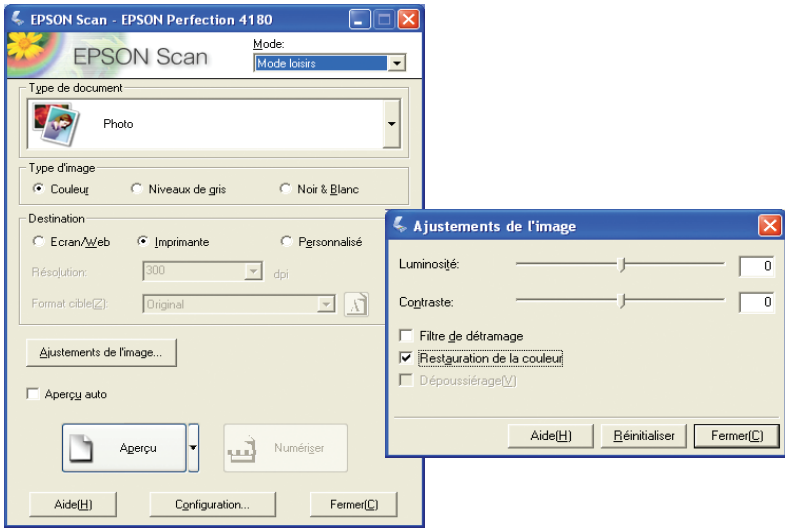 EPSON Scan - EPSON Perfection 4180
EPSON Scan
Mode:
Mode loisirs
Type de document
Photo
Type d'image
Couleur
Niveaux de gris
Noir & Blanc
Destination
Ecran/Web
Imprimante
Personnalisé
Résolution:
300
dpi
Format cible(Z):
Original
Ajustements de l'image...
Aperçu auto
Aperçu
Numériser
Aide(H)
Configuration...
Fermer(C)
Ajustements de l'image
Luminosité:
0
Contraste:
0
Filtre de détramage
Restauration de la couleur
Dépoussiérage(V)
Aide(H)
Réinitialiser
Fermer(C)